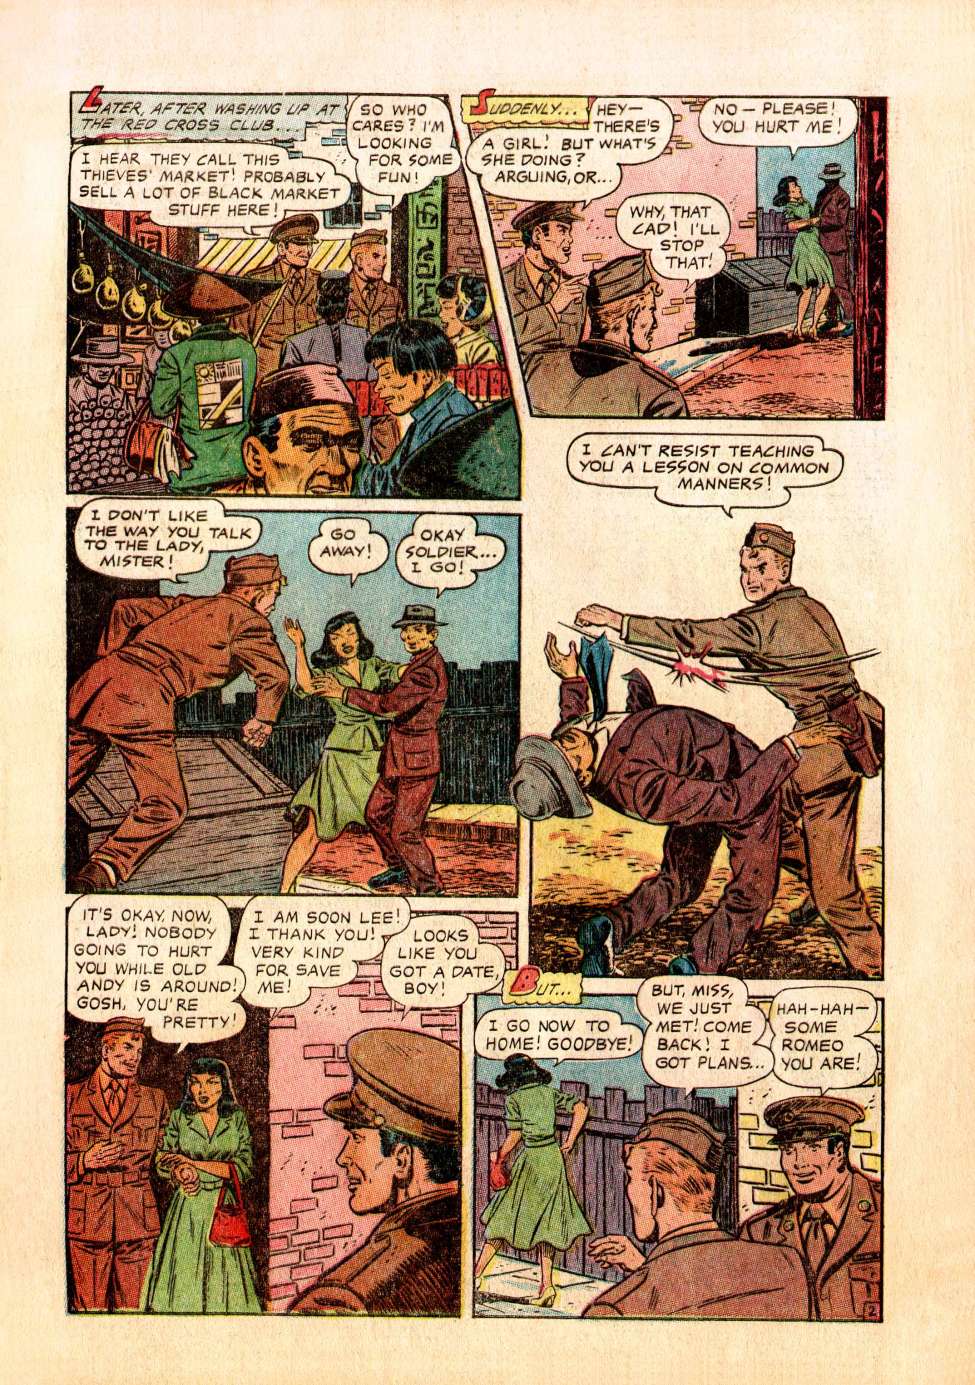 LATER, AFTER WASHING UP AT
THE RED CROSS CLUB...
I HEAR THEY CALL THIS
THIEVES' MARKET! PROBABLY
SELL A LOT OF BLACK MARKET
STUFF HERE!
SO WHO
CARES? I'M
LOOKING
FOR SOME
FUN!
SUDDENLY...
HEY—
THERE'S
A GIRL! BUT WHAT'S
SHE DOING?
ARGUING, OR...
WHY, THAT
CAD! I'LL
STOP
THAT!
NO — PLEASE!
YOU HURT ME!
I DON'T LIKE
THE WAY YOU TALK
TO THE LADY,
MISTER!
GO
AWAY!
OKAY
SOLDIER...
I GO!
I CAN'T RESIST TEACHING
YOU A LESSON ON COMMON
MANNERS!
IT'S OKAY, NOW,
LADY! NOBODY
GOING TO HURT
YOU WHILE OLD
ANDY IS AROUND!
GOSH, YOU'RE
PRETTY!
I AM SOON LEE!
I THANK YOU!
VERY KIND
FOR SAVE
ME!
LOOKS
LIKE YOU
GOT A DATE,
BOY!
BUT...
I GO NOW TO
HOME! GOODBYE!
BUT, MISS,
WE JUST
MET! COME
BACK! I
GOT PLANS...
HAH-HAH—
SOME
ROMEO
YOU ARE!
2